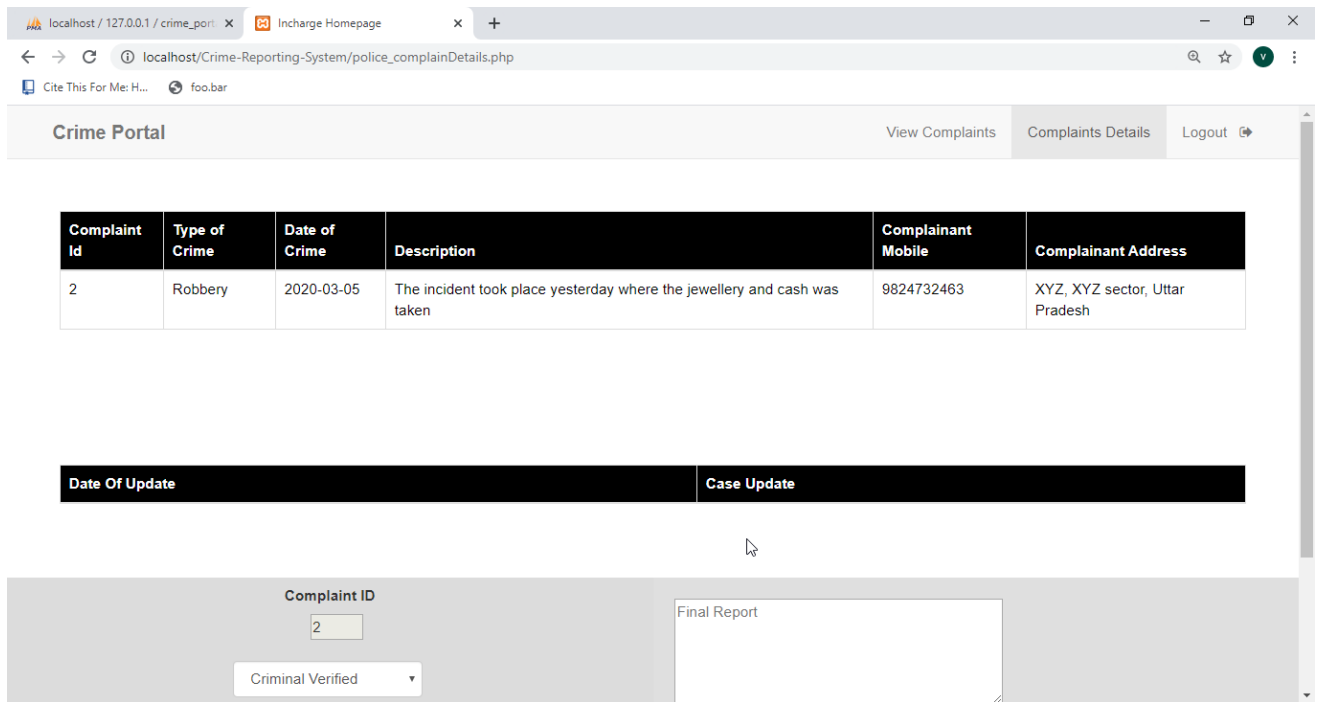 localhost / 127.0.0.1 / crime_port
Incharge Homepage
localhost/Crime-Reporting-System/police_complainDetails.php
V
Cite This For Me: H...
foo.bar
Crime Portal
View Complaints
Complaints Details
Logout
Complaint Id
Type of Crime
Date of Crime
Description
Complainant Mobile
Complainant Address
2
Robbery
2020-03-05
The incident took place yesterday where the jewellery and cash was
taken
9824732463
XYZ, XYZ sector, Uttar
Pradesh
Date Of Update
Case Update
Complaint ID
2
Criminal Verified
Final Report